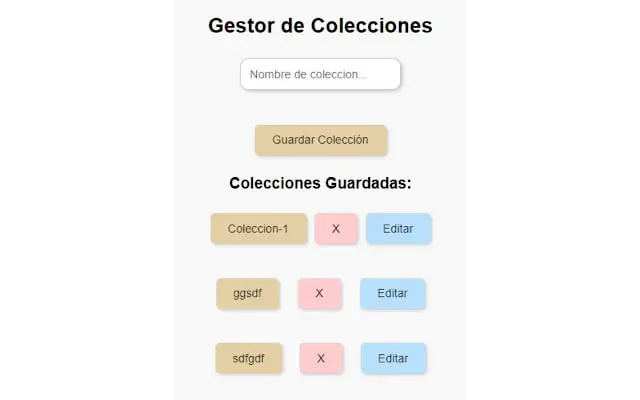 Gestor de Colecciones
Nombre de coleccion...
Guardar Colección
Colecciones Guardadas:
Coleccion-1 X Editar
ggsdf X Editar
sdfgdf X Editar